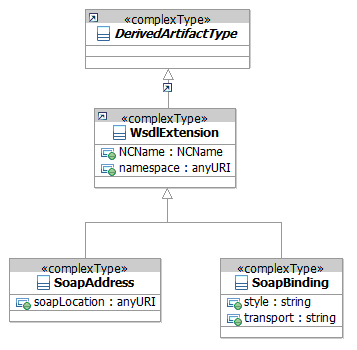 «complexType»
DerivedArtifactType
«complexType»
WsdlExtension
NCName : NCName
namespace : anyURI
«complexType»
SoapAddress
soapLocation : anyURI
«complexType»
SoapBinding
style : string
transport : string